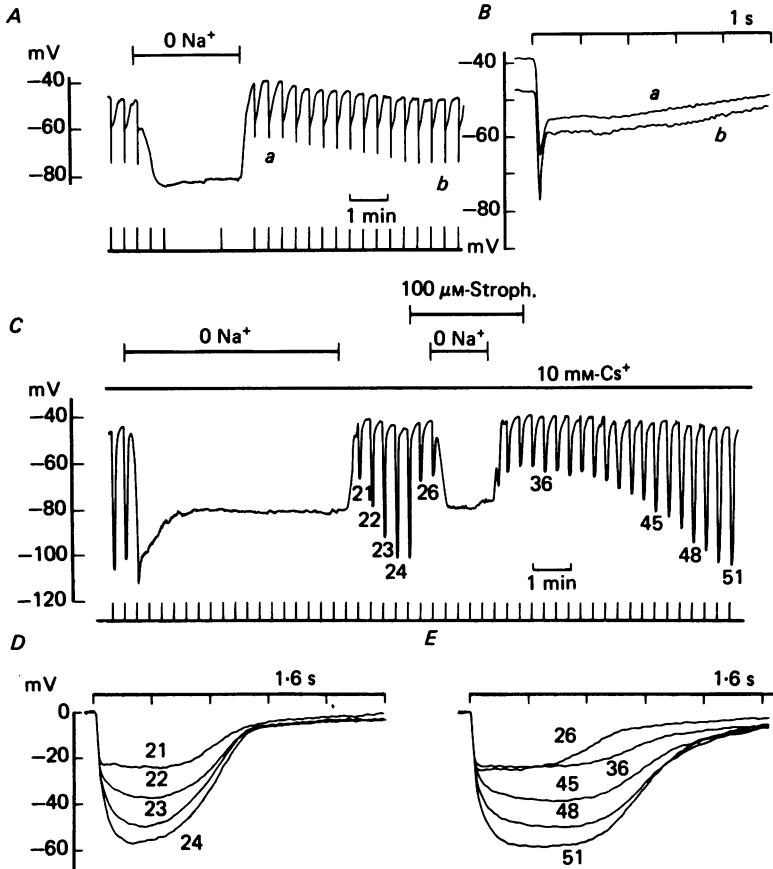 A
0 Na⁺
mV
−40
−60
−80
a
b
1 min
B
1 s
−40
−60
−80
mV
a
b
C
100 μM-Stroph.
0 Na⁺
0 Na⁺
10 mM-Cs⁺
mV
−40
−60
−80
−100
−120
21
22
23
24
26
36
45
48
51
1 min
D
1·6 s
mV
0
−20
−40
−60
21
22
23
24
E
1·6 s
26
36
45
48
51